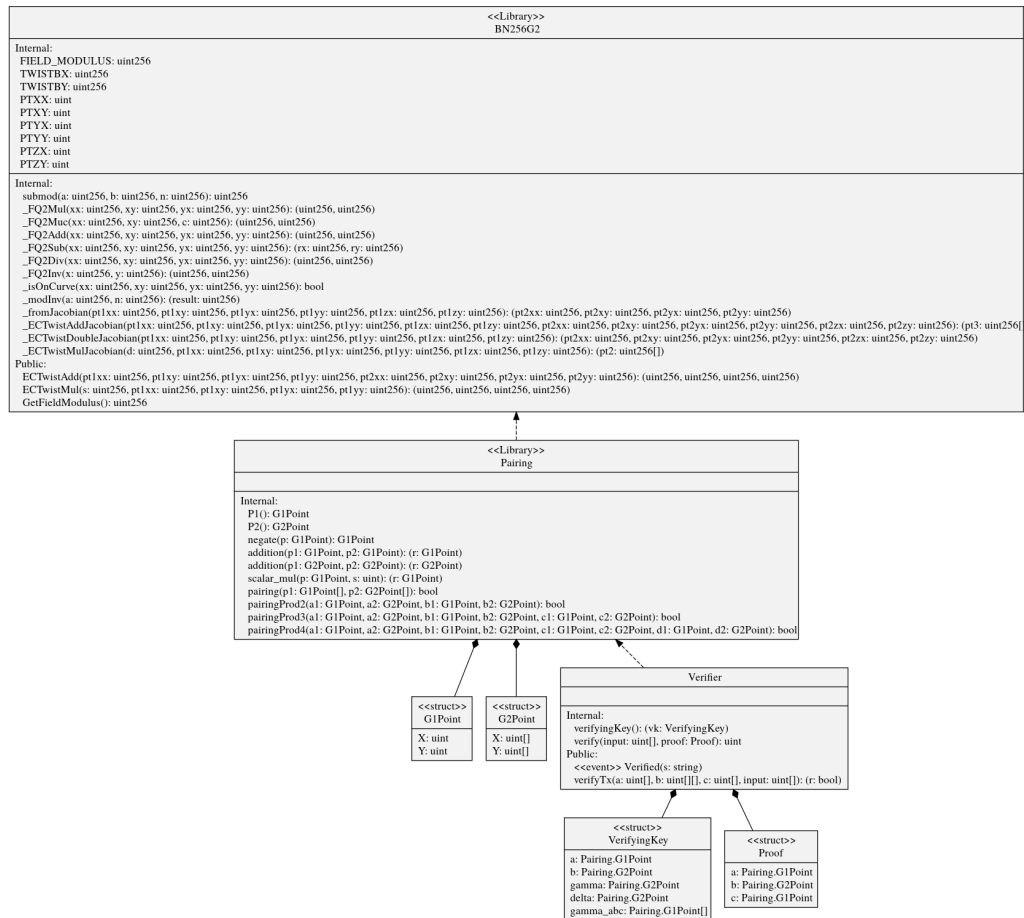 <<Library>>
BN256G2
Internal:
FIELD_MODULUS: uint256
TWISTBX: uint256
TWISTBY: uint256
PTXX: uint
PTXY: uint
PTYX: uint
PTYY: uint
PTZX: uint
PTZY: uint
Internal:
submod(a: uint256, b: uint256, n: uint256): uint256
_FQ2Mul(xx: uint256, xy: uint256, yx: uint256, yy: uint256): (uint256, uint256)
_FQ2Muc(xx: uint256, xy: uint256, c: uint256): (uint256, uint256)
_FQ2Add(xx: uint256, xy: uint256, yx: uint256, yy: uint256): (uint256, uint256)
_FQ2Sub(xx: uint256, xy: uint256, yx: uint256, yy: uint256): (rx: uint256, ry: uint256)
_FQ2Div(xx: uint256, xy: uint256, yx: uint256, yy: uint256): (uint256, uint256)
_FQ2Inv(x: uint256, y: uint256): (uint256, uint256)
_isOnCurve(xx: uint256, xy: uint256, yx: uint256, yy: uint256): bool
_modInv(a: uint256, n: uint256): (result: uint256)
_fromJacobian(pt1xx: uint256, pt1xy: uint256, pt1yx: uint256, pt1yy: uint256, pt1zx: uint256, pt1zy: uint256): (pt2xx: uint256, pt2xy: uint256, pt2yx: uint256, pt2yy: uint256)
_ECTwistAddJacobian(pt1xx: uint256, pt1xy: uint256, pt1yx: uint256, pt1yy: uint256, pt1zx: uint256, pt1zy: uint256, pt2xx: uint256, pt2xy: uint256, pt2yx: uint256, pt2yy: uint256, pt2zx: uint256, pt2zy: uint256): (pt3: uint256[]
_ECTwistDoubleJacobian(pt1xx: uint256, pt1xy: uint256, pt1yx: uint256, pt1yy: uint256, pt1zx: uint256, pt1zy: uint256): (pt2xx: uint256, pt2xy: uint256, pt2yx: uint256, pt2yy: uint256, pt2zx: uint256, pt2zy: uint256)
_ECTwistMulJacobian(d: uint256, pt1xx: uint256, pt1xy: uint256, pt1yx: uint256, pt1yy: uint256, pt1zx: uint256, pt1zy: uint256): (pt2: uint256[])
Public:
ECTwistAdd(pt1xx: uint256, pt1xy: uint256, pt1yx: uint256, pt1yy: uint256, pt2xx: uint256, pt2xy: uint256, pt2yx: uint256, pt2yy: uint256): (uint256, uint256, uint256, uint256)
ECTwistMul(s: uint256, pt1xx: uint256, pt1xy: uint256, pt1yx: uint256, pt1yy: uint256): (uint256, uint256, uint256, uint256)
GetFieldModulus(): uint256
<<Library>>
Pairing
Internal:
P1(): G1Point
P2(): G2Point
negate(p: G1Point): G1Point
addition(p1: G1Point, p2: G1Point): (r: G1Point)
addition(p1: G2Point, p2: G2Point): (r: G2Point)
scalar_mul(p: G1Point, s: uint): (r: G1Point)
pairing(p1: G1Point[], p2: G2Point[]): bool
pairingProd2(a1: G1Point, a2: G2Point, b1: G1Point, b2: G2Point): bool
pairingProd3(a1: G1Point, a2: G2Point, b1: G1Point, b2: G2Point, c1: G1Point, c2: G2Point): bool
pairingProd4(a1: G1Point, a2: G2Point, b1: G1Point, b2: G2Point, c1: G1Point, c2: G2Point, d1: G1Point, d2: G2Point): bool
<<struct>>
G1Point
X: uint
Y: uint
<<struct>>
G2Point
X: uint[]
Y: uint[]
Verifier
Internal:
verifyingKey(): (vk: VerifyingKey)
verify(input: uint[], proof: Proof): uint
Public:
<<event>> Verified(s: string)
verifyTx(a: uint[], b: uint[][], c: uint[], input: uint[]): (r: bool)
<<struct>>
VerifyingKey
a: Pairing.G1Point
b: Pairing.G2Point
gamma: Pairing.G2Point
delta: Pairing.G2Point
gamma_abc: Pairing.G1Point[]
<<struct>>
Proof
a: Pairing.G1Point
b: Pairing.G2Point
c: Pairing.G1Point